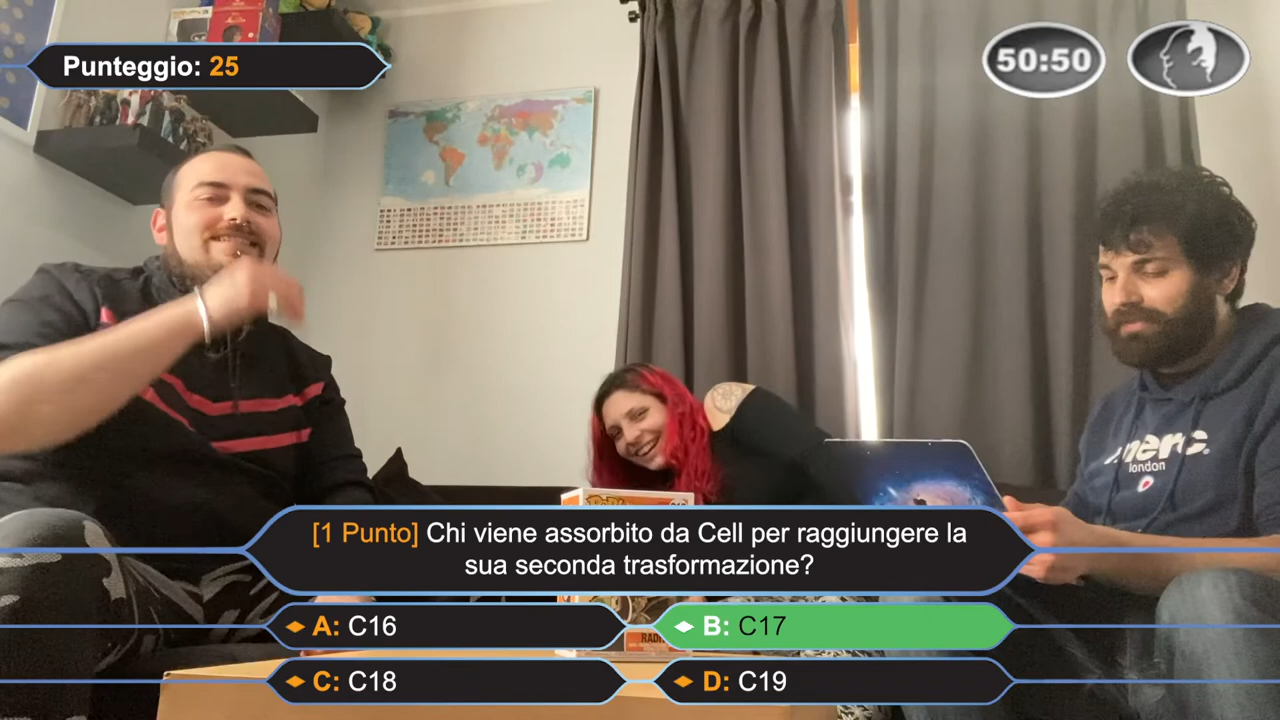 Punteggio: 25
50:50
[1 Punto] Chi viene assorbito da Cell per raggiungere la
sua seconda trasformazione?
A: C16
B: C17
C: C18
D: C19
merc.
london